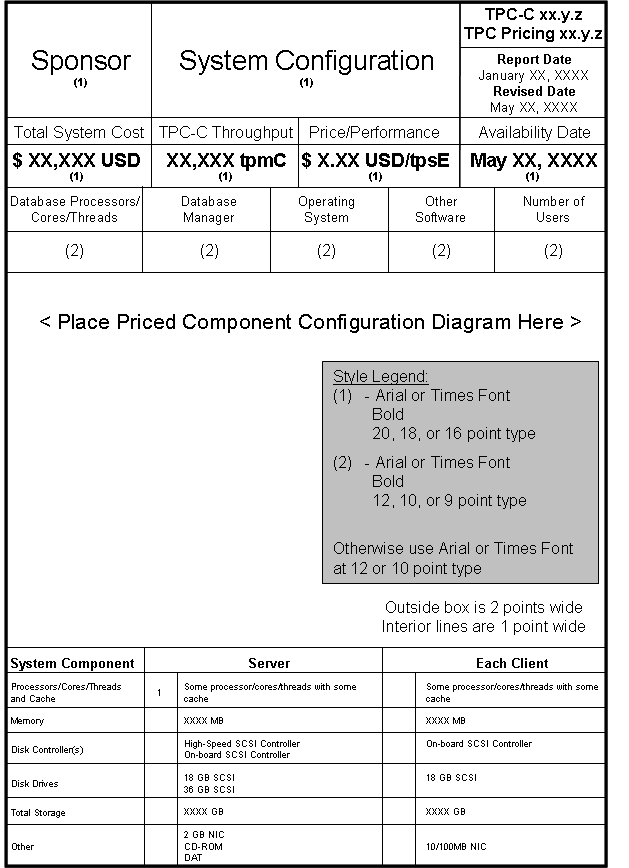 TPC-C xx.y.z
TPC Pricing xx.y.z
Sponsor
(1)
System Configuration
(1)
Report Date
January XX, XXXX
Revised Date
May XX, XXXX
Total System Cost
TPC-C Throughput
Price/Performance
Availability Date
$ XX,XXX USD
(1)
XX,XXX tpmC
(1)
$ X.XX USD/tpsE
(1)
May XX, XXXX
(1)
Database Processors/
Cores/Threads
Database
Manager
Operating
System
Other
Software
Number of
Users
(2)
(2)
(2)
(2)
(2)
< Place Priced Component Configuration Diagram Here >
Style Legend:
(1) - Arial or Times Font
Bold
20, 18, or 16 point type
(2) - Arial or Times Font
Bold
12, 10, or 9 point type
Otherwise use Arial or Times Font
at 12 or 10 point type
Outside box is 2 points wide
Interior lines are 1 point wide
System Component
Server
Each Client
Processors/Cores/Threads
and Cache
1
Some processor/cores/threads with some
cache
Some processor/cores/threads with some
cache
Memory
XXXX MB
XXXX MB
Disk Controller(s)
High-Speed SCSI Controller
On-board SCSI Controller
On-board SCSI Controller
Disk Drives
18 GB SCSI
36 GB SCSI
18 GB SCSI
Total Storage
XXXX GB
XXXX GB
Other
2 GB NIC
CD-ROM
DAT
10/100MB NIC